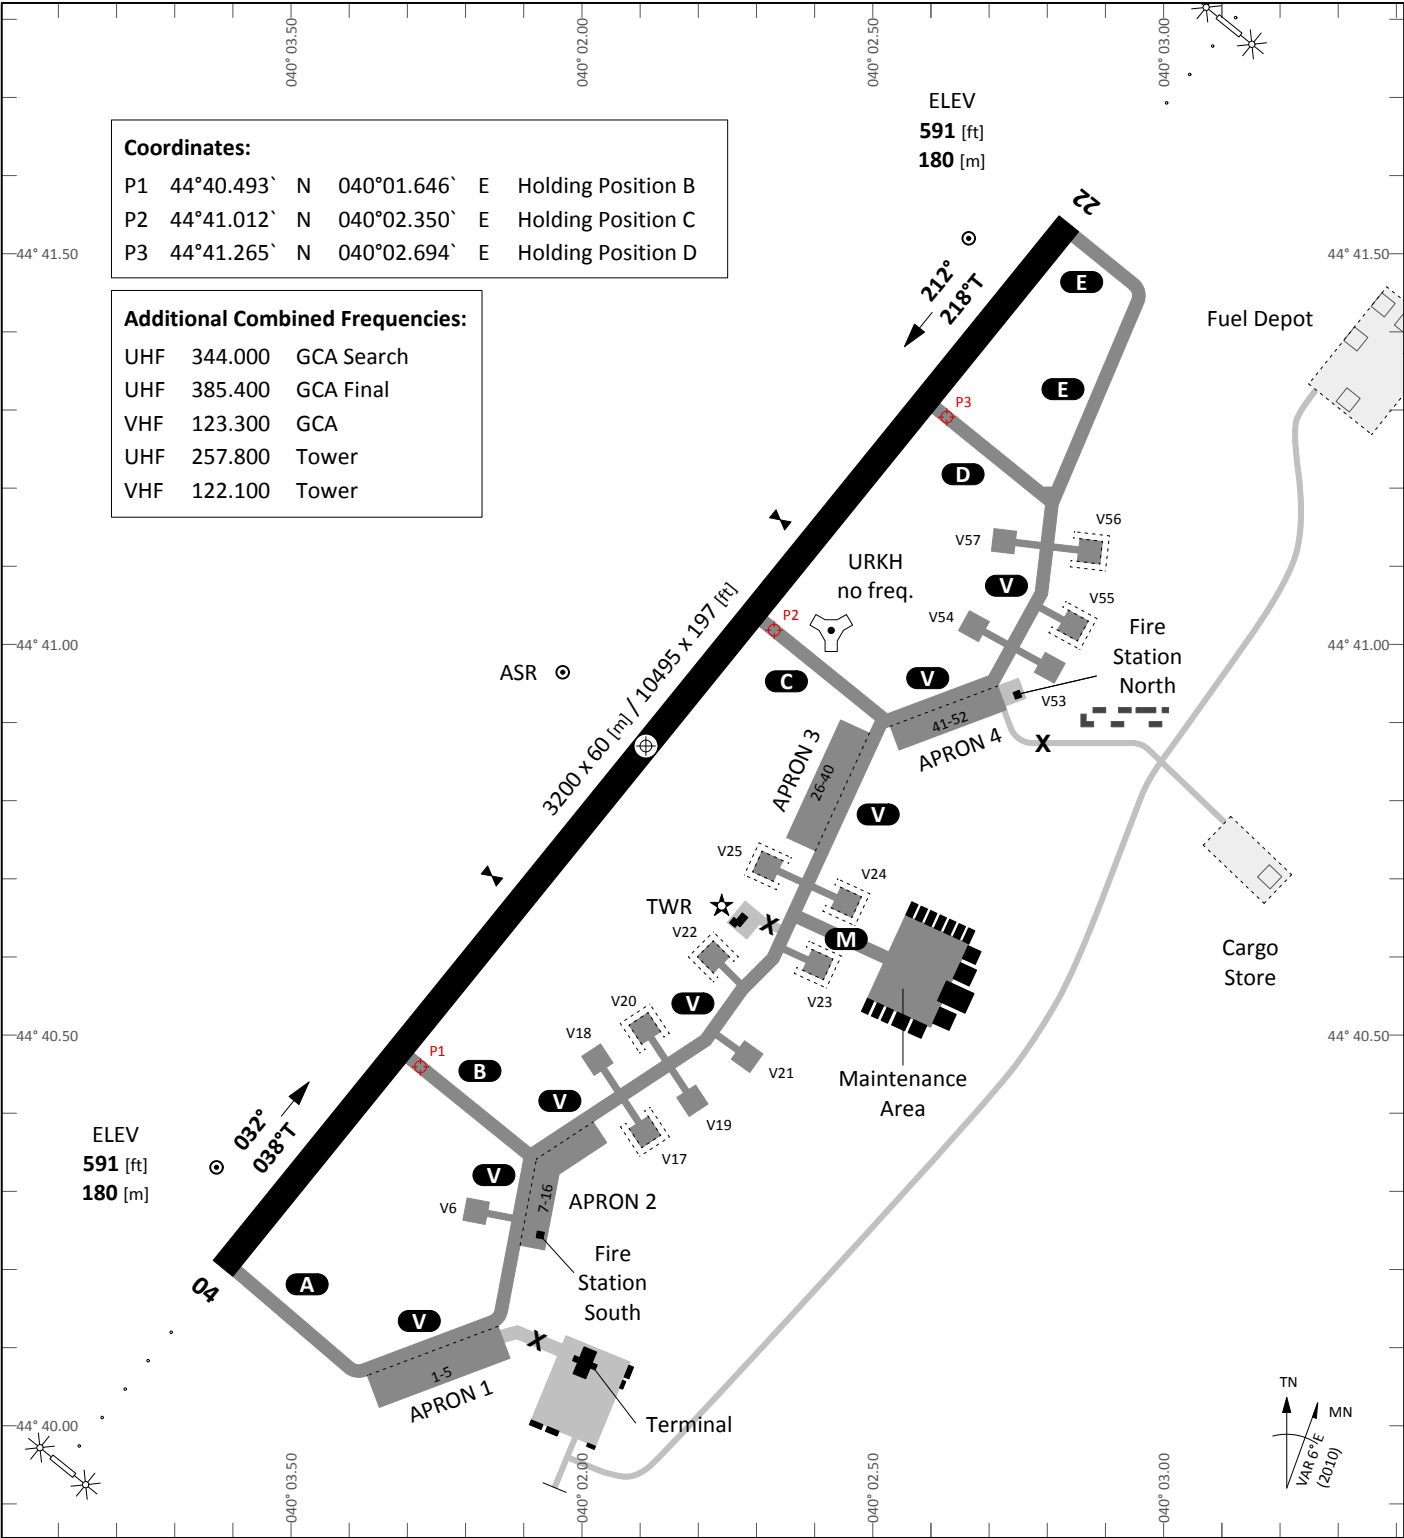 040° 03.50
040° 02.00
040° 02.50
040° 03.00
ELEV
591 [ft]
180 [m]
Coordinates:
P1 44°40.493` N 040°01.646` E Holding Position B
P2 44°41.012` N 040°02.350` E Holding Position C
P3 44°41.265` N 040°02.694` E Holding Position D
22
44° 41.50
44° 41.50
212°
218°T
E
Fuel Depot
Additional Combined Frequencies:
UHF 344.000 GCA Search
UHF 385.400 GCA Final
VHF 123.300 GCA
UHF 257.800 Tower
VHF 122.100 Tower
E
P3
D
V56
V57
URKH
no freq.
V
V55
V54
P2
Fire
Station
North
44° 41.00
44° 41.00
3200 x 60 [m] / 10495 x 197 [ft]
ASR
C
V
V53
41-52
APRON 4
X
APRON 3
26-40
V
V25
V24
TWR
X
V22
M
Cargo
Store
V23
V20
V
V18
44° 40.50
44° 40.50
P1
B
V21
Maintenance
Area
V
V19
V17
032°
038°T
ELEV
591 [ft]
180 [m]
V
V6
7-16
APRON 2
Fire
Station
South
04
A
V
X
1-5
APRON 1
Terminal
44° 40.00
44° 40.00
TN
MN
VAR 6°E
(2010)
040° 03.50
040° 02.00
040° 02.50
040° 03.00